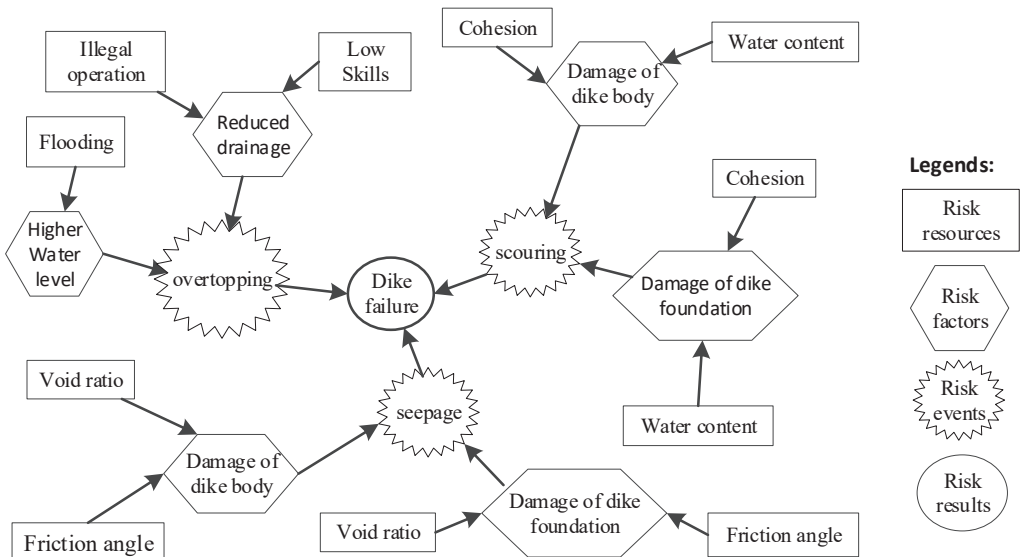 Illegal
operation
Low
Skills
Cohesion
Water content
Damage of
dike body
Reduced
drainage
Flooding
Higher
Water
level
overtopping
Dike
failure
scouring
Cohesion
Damage of dike
foundation
Water content
Void ratio
seepage
Damage of
dike body
Friction angle
Void ratio
Damage of dike
foundation
Friction angle
Legends:
Risk
resources
Risk
factors
Risk
events
Risk
results